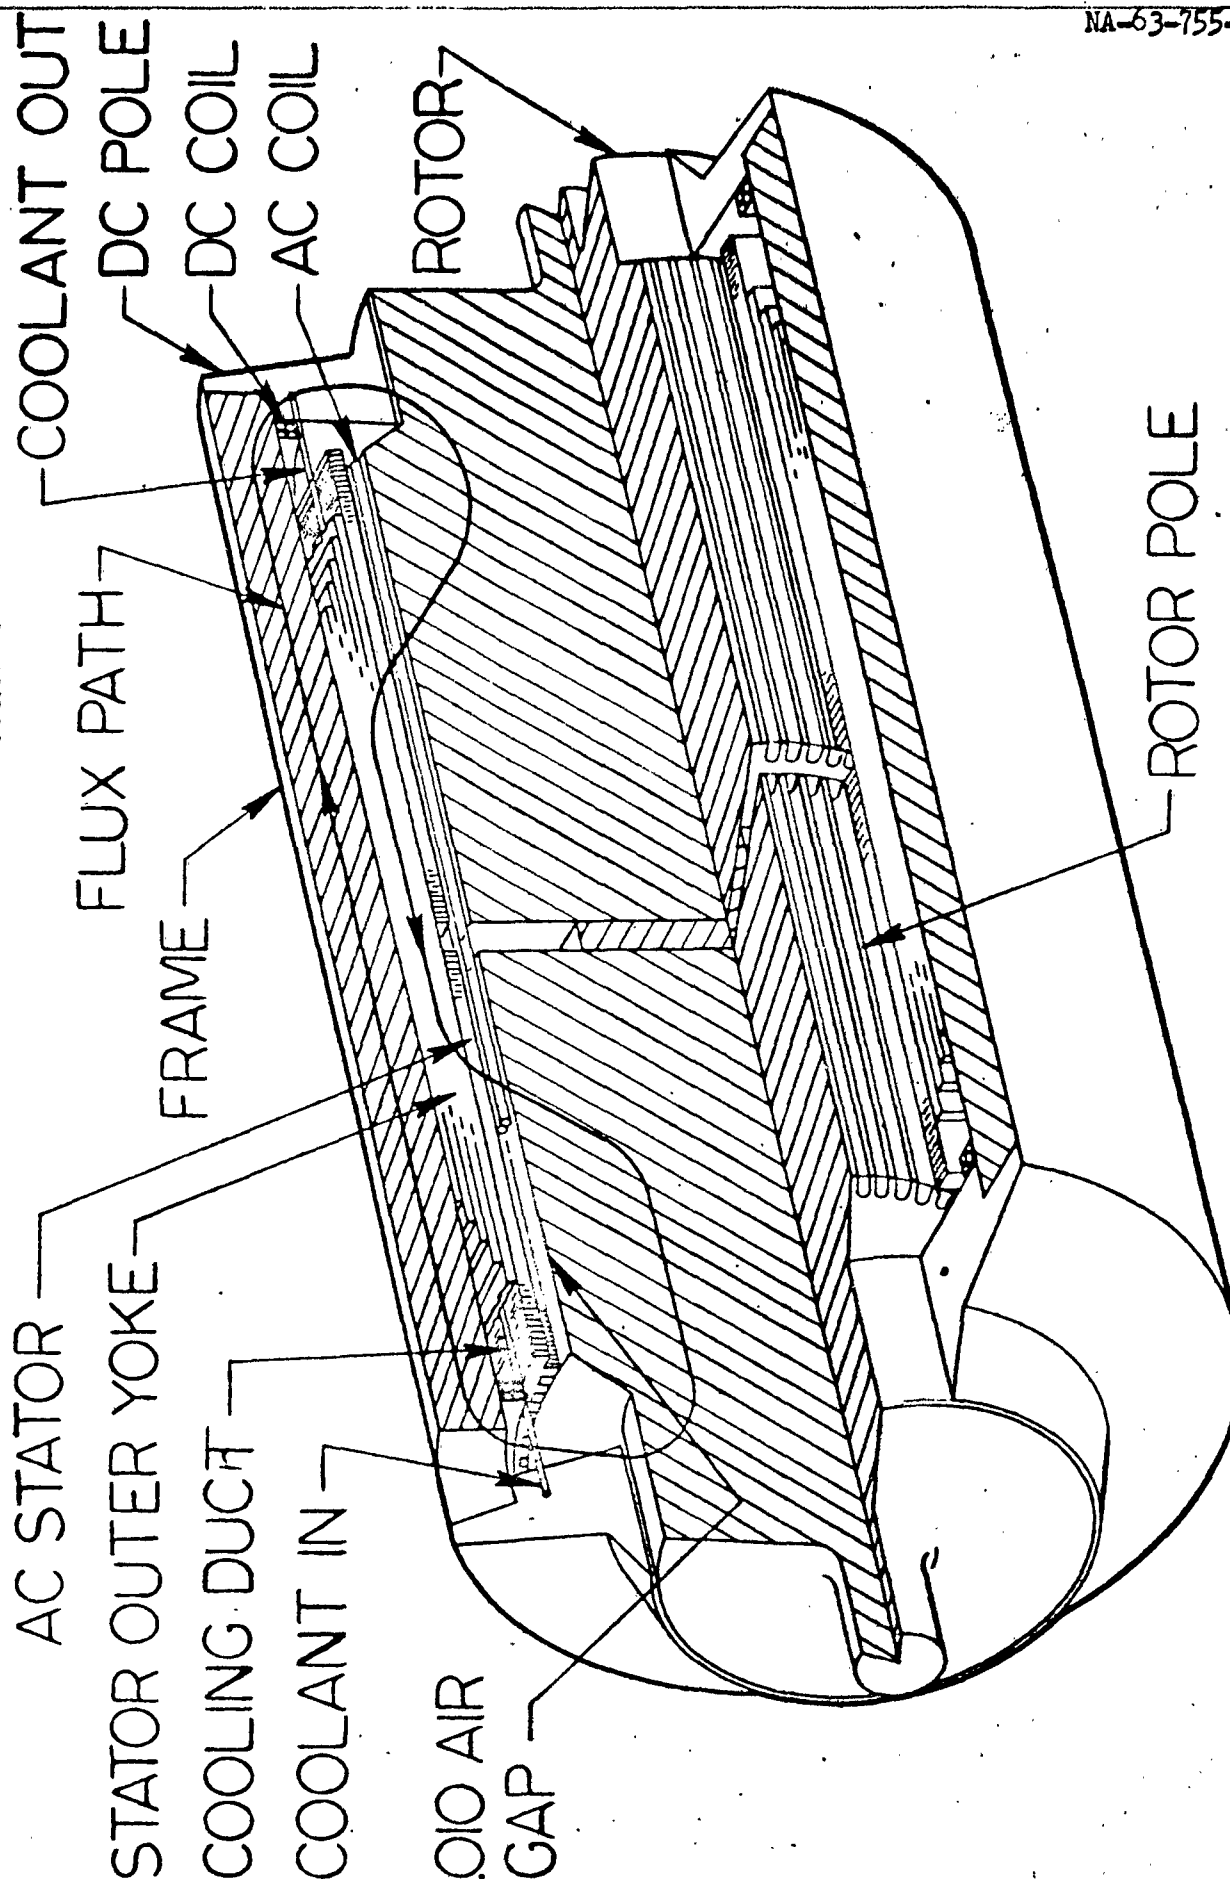 NA-63-755-
COOLANT OUT
DC POLE
DC COIL
AC COIL
ROTOR
FLUX PATH
FRAME
AC STATOR
STATOR OUTER YOKE
COOLING DUCT
COOLANT IN
.010 AIR
GAP
ROTOR POLE